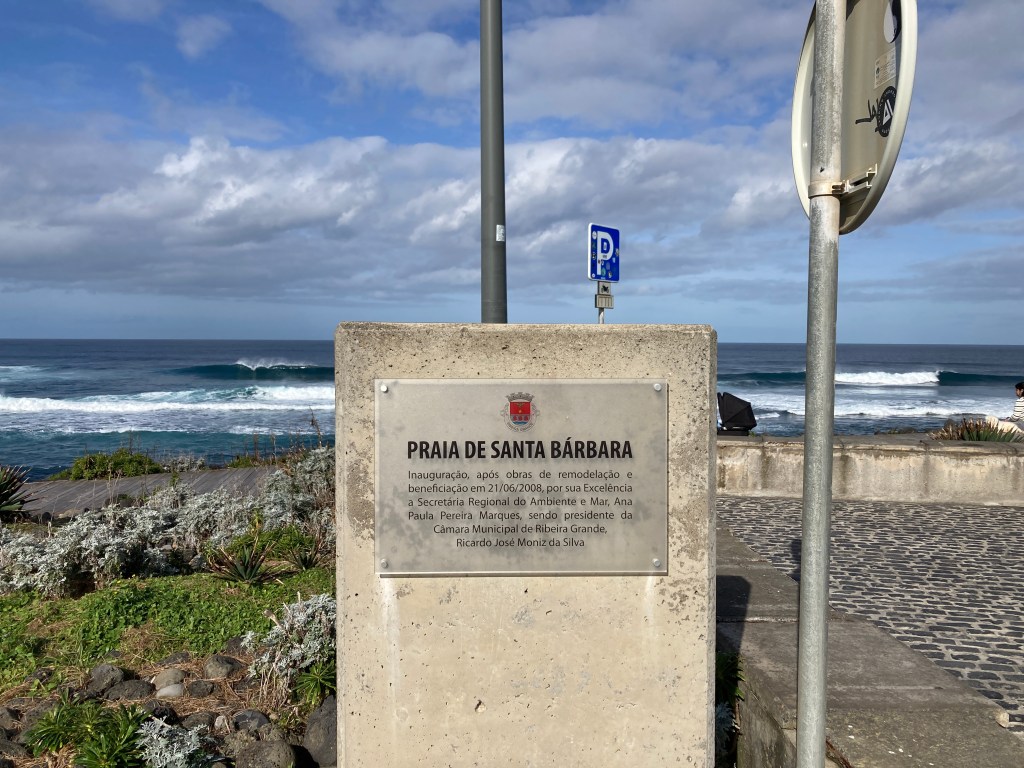 P
PRAIA DE SANTA BÁRBARA
Inauguração, após obras de remodelação e
beneficiação em 21/06/2008, por sua Excelência
a Secretária Regional do Ambiente e Mar, Ana
Paula Pereira Marques, sendo presidente da
Câmara Municipal de Ribeira Grande,
Ricardo José Moniz da Silva